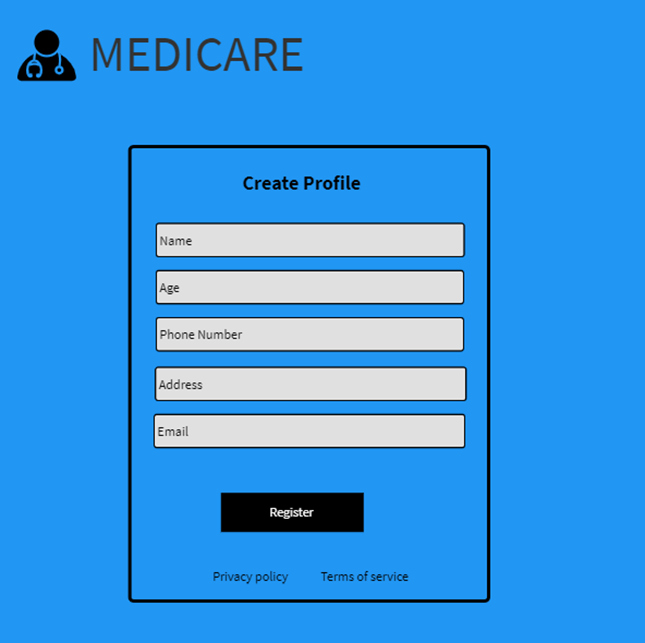 MEDICARE
Create Profile
Name
Age
Phone Number
Address
Email
Register
Privacy policy Terms of service